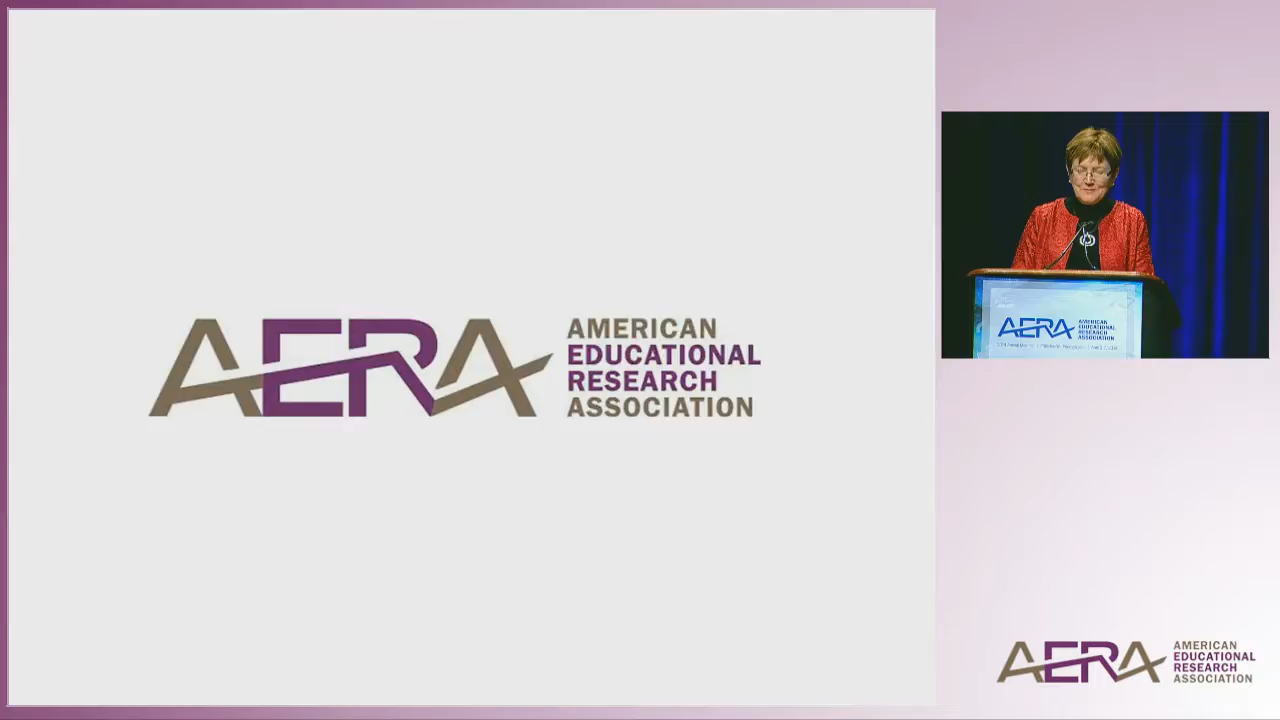 AERA
AMERICAN
EDUCATIONAL
RESEARCH
ASSOCIATION
AERA
AMERICAN
EDUCATIONAL
RESEARCH
ASSOCIATION
AERA
AMERICAN
EDUCATIONAL
RESEARCH
ASSOCIATION